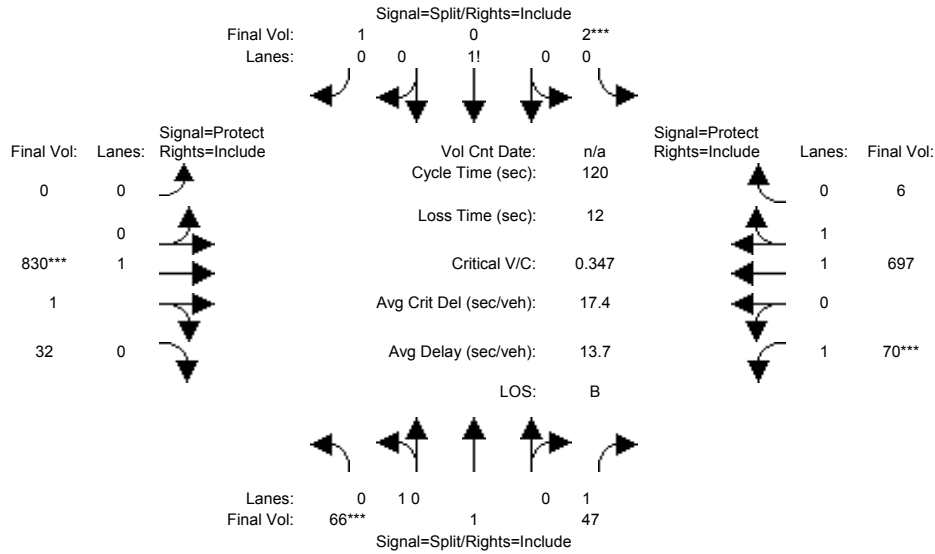 Signal=Split/Rights=Include
Final Vol: 1 0 2***
Lanes: 0 0 1! 0 0
Signal=Protect Signal=Protect
Final Vol: Lanes: Rights=Include Vol Cnt Date: n/a Rights=Include Lanes: Final Vol:
Cycle Time (sec): 120
0 0 0 6
Loss Time (sec): 12
0 1
830*** 1 Critical V/C: 0.347 1 697
1 Avg Crit Del (sec/veh): 17.4 0
32 0 Avg Delay (sec/veh): 13.7 1 70***
LOS: B
Lanes: 0 1 0 0 1
Final Vol: 66*** 1 47
Signal=Split/Rights=Include